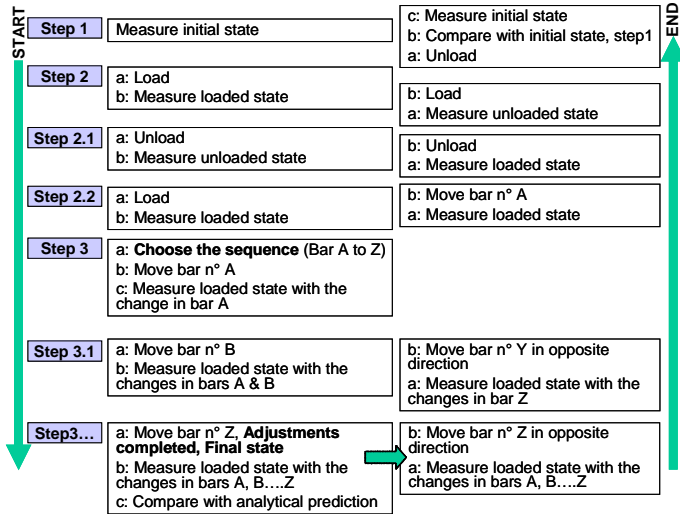 START
Step 1
Measure initial state
c: Measure initial state
b: Compare with initial state, step1
a: Unload
END
Step 2
a: Load
b: Measure loaded state
b: Load
a: Measure unloaded state
Step 2.1
a: Unload
b: Measure unloaded state
b: Unload
a: Measure loaded state
Step 2.2
a: Load
b: Measure loaded state
b: Move bar n° A
a: Measure loaded state
Step 3
a: Choose the sequence (Bar A to Z)
b: Move bar n° A
c: Measure loaded state with the
change in bar A
Step 3.1
a: Move bar n° B
b: Measure loaded state with the
changes in bars A & B
b: Move bar n° Y in opposite
direction
a: Measure loaded state with the
changes in bar Z
Step3…
a: Move bar n° Z, Adjustments
completed, Final state
b: Measure loaded state with the
changes in bars A, B….Z
c: Compare with analytical prediction
b: Move bar n° Z in opposite
direction
a: Measure loaded state with the
changes in bars A, B….Z